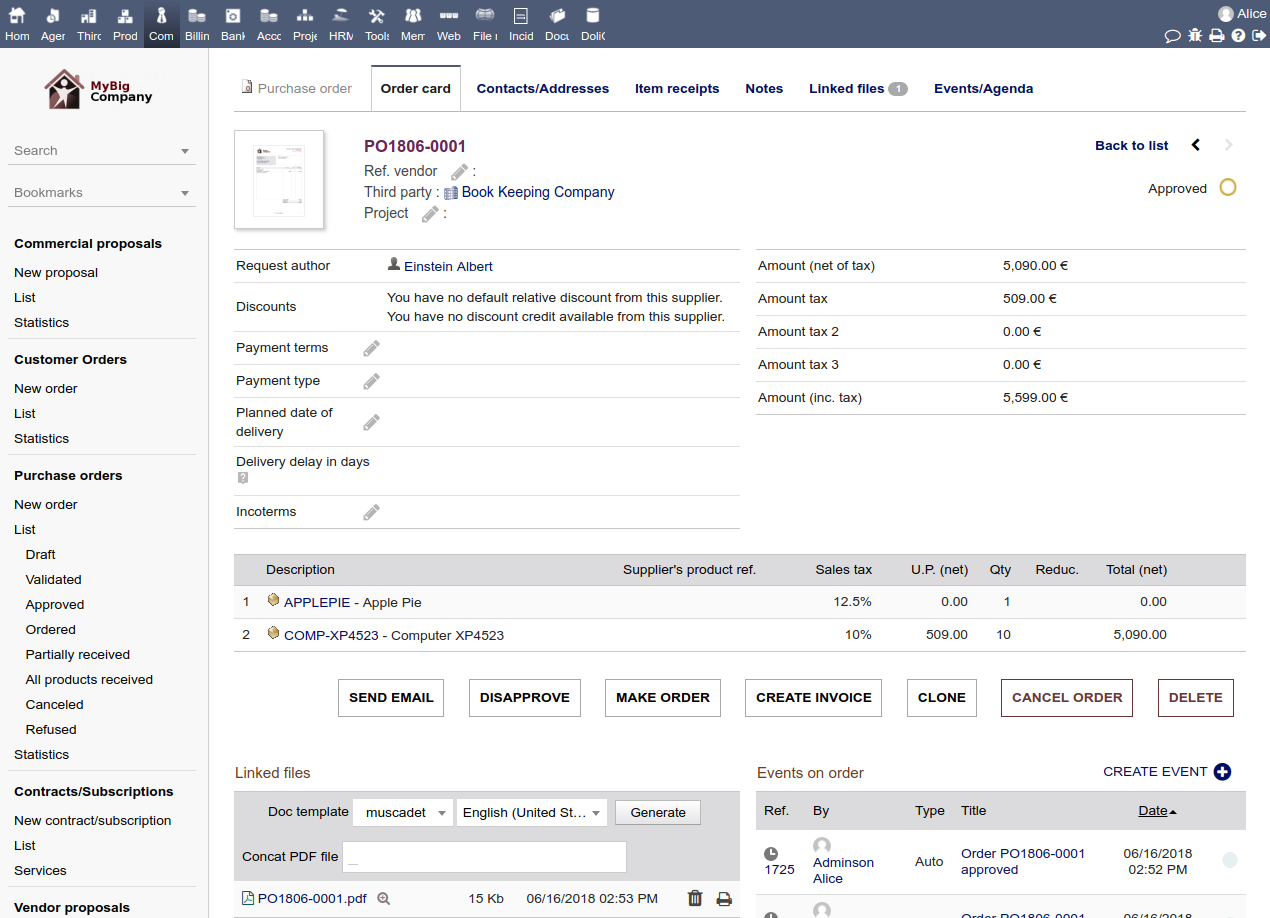 Hom Ager Thirc Prod Com Billin Bank Acco Proje HRM Tools Mem Web File r Incid Docu DoliC
Alice
MyBig
Company
Search
Bookmarks
Commercial proposals
New proposal
List
Statistics
Customer Orders
New order
List
Statistics
Purchase orders
New order
List
Draft
Validated
Approved
Ordered
Partially received
All products received
Canceled
Refused
Statistics
Contracts/Subscriptions
New contract/subscription
List
Services
Vendor proposals
Purchase order Order card Contacts/Addresses Item receipts Notes Linked files 1 Events/Agenda
PO1806-0001
Back to list
Ref. vendor :
Third party : Book Keeping Company
Approved
Project :
Request author Einstein Albert
Discounts You have no default relative discount from this supplier.
You have no discount credit available from this supplier.
Payment terms
Payment type
Planned date of
delivery
Delivery delay in days
?
Incoterms
Amount (net of tax) 5,090.00 €
Amount tax 509.00 €
Amount tax 2 0.00 €
Amount tax 3 0.00 €
Amount (inc. tax) 5,599.00 €
Description Supplier's product ref. Sales tax U.P. (net) Qty Reduc. Total (net)
1 APPLEPIE - Apple Pie 12.5% 0.00 1 0.00
2 COMP-XP4523 - Computer XP4523 10% 509.00 10 5,090.00
SEND EMAIL DISAPPROVE MAKE ORDER CREATE INVOICE CLONE CANCEL ORDER DELETE
Linked files
Doc template muscadet English (United St... Generate
Concat PDF file
PO1806-0001.pdf 15 Kb 06/16/2018 02:53 PM
Events on order CREATE EVENT
Ref. By Type Title Date
1725 Adminson
Alice Auto Order PO1806-0001
approved 06/16/2018
02:52 PM
Order PO1806-0001 06/16/2018